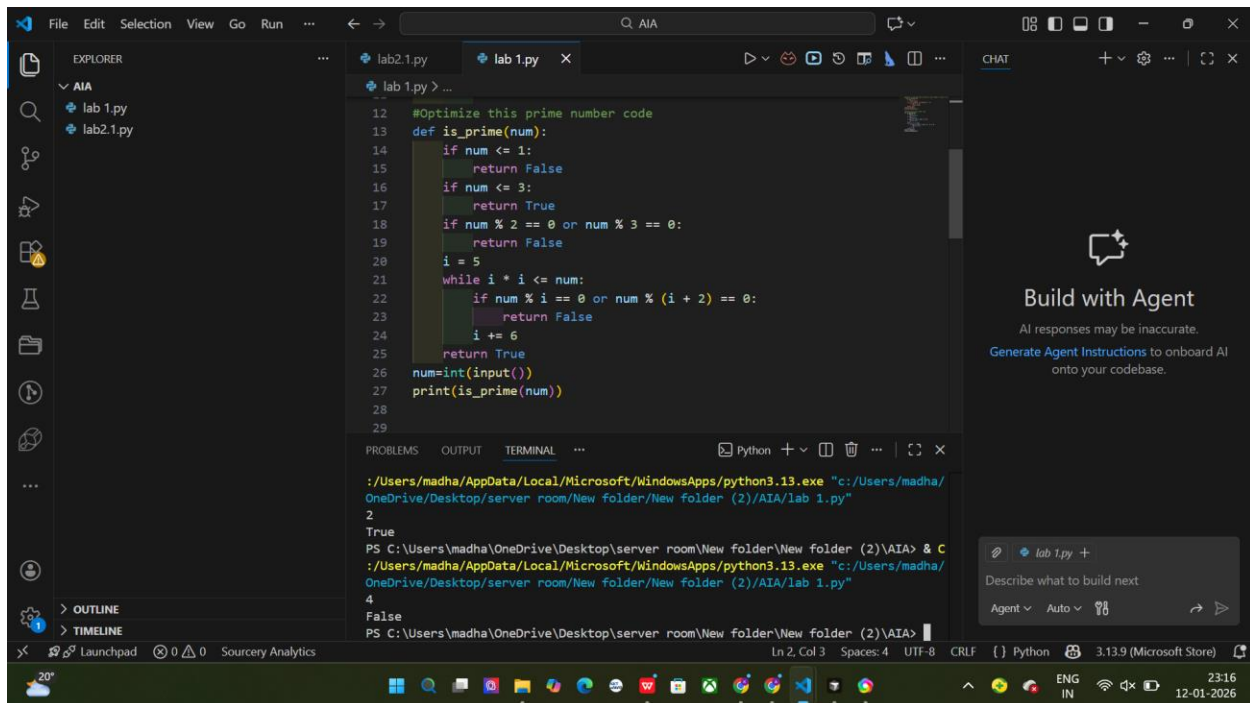 File Edit Selection View Go Run ···
AIA
EXPLORER
AIA
lab 1.py
lab2.1.py
OUTLINE
TIMELINE
lab2.1.py
lab 1.py
lab 1.py > ...
12 #Optimize this prime number code
13 def is_prime(num):
14 if num <= 1:
15 return False
16 if num <= 3:
17 return True
18 if num % 2 == 0 or num % 3 == 0:
19 return False
20 i = 5
21 while i * i <= num:
22 if num % i == 0 or num % (i + 2) == 0:
23 return False
24 i += 6
25 return True
26 num=int(input())
27 print(is_prime(num))
28
29
PROBLEMS OUTPUT TERMINAL ··· Python
:/Users/madha/AppData/Local/Microsoft/WindowsApps/python3.13.exe "c:/Users/madha/
OneDrive/Desktop/server room/New folder/New folder (2)/AIA/lab 1.py"
2
True
PS C:\Users\madha\OneDrive\Desktop\server room\New folder\New folder (2)\AIA> & C
:/Users/madha/AppData/Local/Microsoft/WindowsApps/python3.13.exe "c:/Users/madha/
OneDrive/Desktop/server room/New folder/New folder (2)/AIA/lab 1.py"
4
False
PS C:\Users\madha\OneDrive\Desktop\server room\New folder\New folder (2)\AIA>
CHAT
Build with Agent
AI responses may be inaccurate.
Generate Agent Instructions to onboard AI
onto your codebase.
lab 1.py
Describe what to build next
Agent Auto
Launchpad 0 0 Sourcery Analytics
Ln 2, Col 3 Spaces: 4 UTF-8 CRLF {} Python 3.13.9 (Microsoft Store)
20°
ENG
IN
23:16
12-01-2026